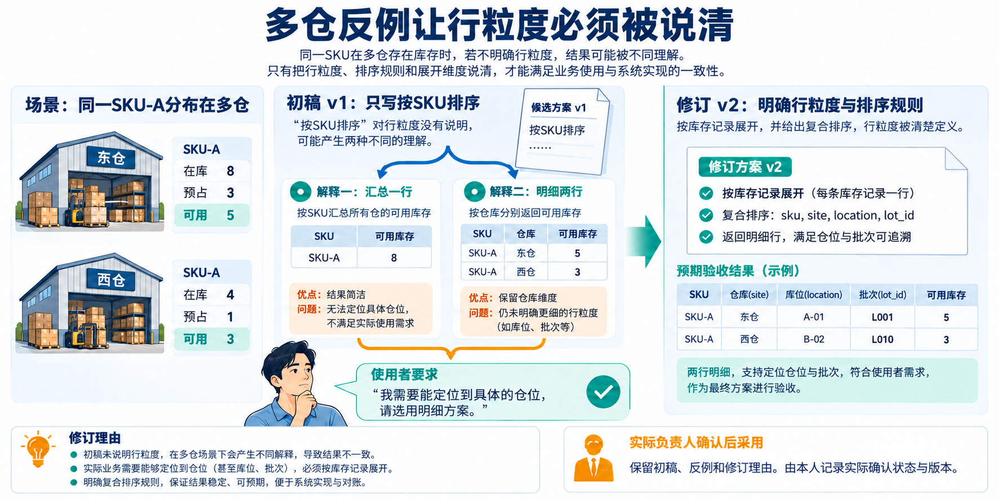 多仓反例让行粒度必须被说清
同一SKU在多仓存在库存时，若不明确行粒度，结果可能被不同理解。
只有把行粒度、排序规则和展开维度说清，才能满足业务使用与系统实现的一致性。
场景：同一SKU-A分布在多仓
东仓
SKU-A
在库 8
预占 3
可用 5
西仓
SKU-A
在库 4
预占 1
可用 3
初稿 v1：只写按SKU排序
“按SKU排序”对行粒度没有说明，
可能产生两种不同的理解。
候选方案 v1
按SKU排序
……
解释一：汇总一行
按SKU汇总所有仓的可用库存
SKU 可用库存
SKU-A 8
优点：结果简洁
问题：无法定位具体仓位，
不满足实际使用需求
解释二：明细两行
按仓库分别返回可用库存
SKU 仓库 可用库存
SKU-A 东仓 5
SKU-A 西仓 3
优点：保留仓库维度
问题：仍未明确更细的行粒度
（如库位、批次等）
使用者要求
“我需要能定位到具体的仓位，
请选用明细方案。”
修订 v2：明确行粒度与排序规则
按库存记录展开，并给出复合排序，行粒度被清楚定义。
修订方案 v2
按库存记录展开（每条库存记录一行）
复合排序：sku, site, location, lot_id
返回明细行，满足仓位与批次可追溯
预期验收结果（示例）
SKU 仓库(site) 库位(location) 批次(lot_id) 可用库存
SKU-A 东仓 A-01 L001 5
SKU-A 西仓 B-02 L010 3
两行明细，支持定位仓位与批次，符合使用者需求，
作为最终方案进行验收。
修订理由
初稿未说明行粒度，在多仓场景下会产生不同解释，导致结果不一致。
实际业务需要能够定位到仓位（甚至库位、批次），必须按库存记录展开。
明确复合排序规则，保证结果稳定、可预期，便于系统实现与对账。
实际负责人确认后采用
保留初稿、反例和修订理由。由本人记录实际确认状态与版本。